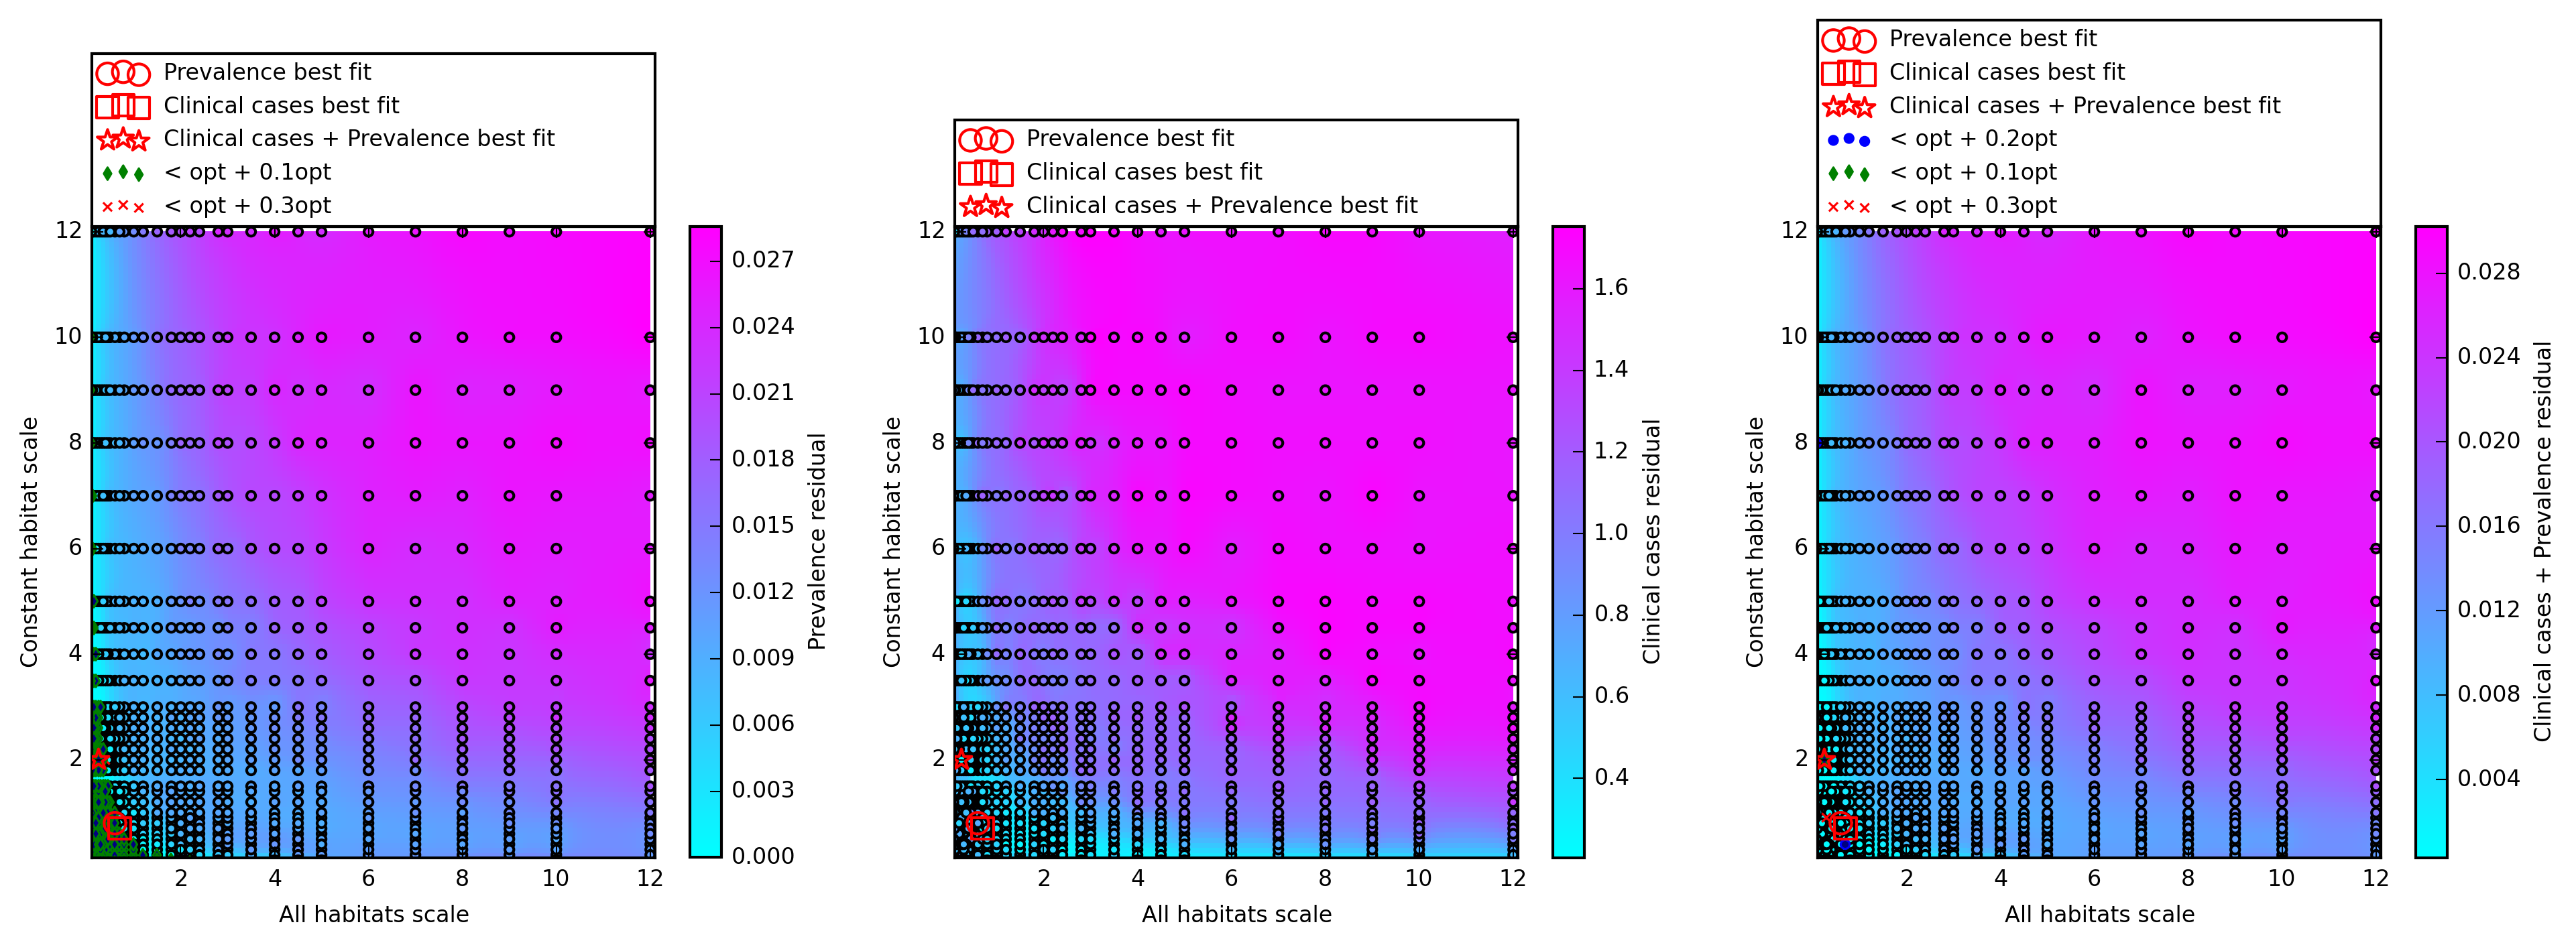 Prevalence best fit
Clinical cases best fit
Clinical cases + Prevalence best fit
< opt + 0.1opt
< opt + 0.3opt
12
10
8
6
4
2
Constant habitat scale
2 4 6 8 10 12
All habitats scale
0.027
0.024
0.021
0.018
0.015
0.012
0.009
0.006
0.003
0.000
Prevalence residual
Prevalence best fit
Clinical cases best fit
Clinical cases + Prevalence best fit
12
10
8
6
4
2
Constant habitat scale
2 4 6 8 10 12
All habitats scale
1.6
1.4
1.2
1.0
0.8
0.6
0.4
Clinical cases residual
Prevalence best fit
Clinical cases best fit
Clinical cases + Prevalence best fit
< opt + 0.2opt
< opt + 0.1opt
< opt + 0.3opt
12
10
8
6
4
2
Constant habitat scale
2 4 6 8 10 12
All habitats scale
0.028
0.024
0.020
0.016
0.012
0.008
0.004
Clinical cases + Prevalence residual